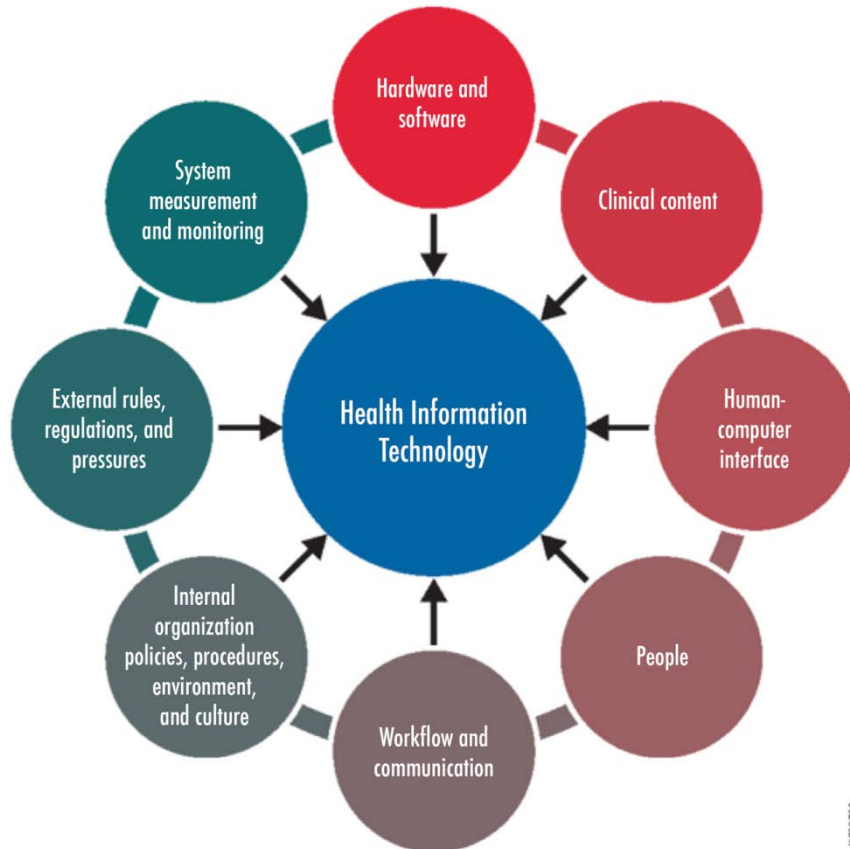 Hardware and
software
Clinical content
Human-
computer
interface
People
Workflow and
communication
Internal
organization
policies, procedures,
environment,
and culture
External rules,
regulations, and
pressures
System
measurement
and monitoring
Health Information
Technology